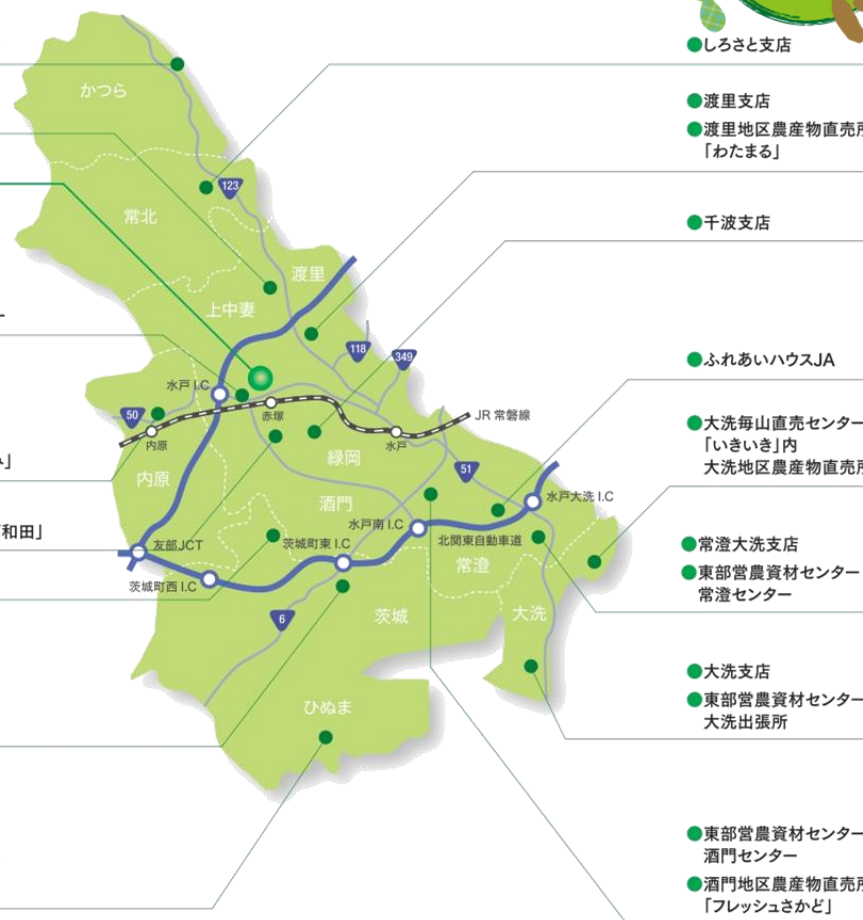 かつら
常北
123
渡里
上中妻
118
349
水戸 I.C
50
赤塚
JR 常磐線
内原
水戸
緑岡
51
内原
酒門
水戸大洗 I.C
水戸南 I.C
友部JCT
茨城町東 I.C
北関東自動車道
茨城町西 I.C
常澄
6
茨城
大洗
ひぬま
み」
和田」
●しろさと支店
●渡里支店
●渡里地区農産物直売所
「わたまる」
●千波支店
●ふれあいハウスJA
●大洗毎山直売センター
「いきいき」内
大洗地区農産物直売所
●常澄大洗支店
●東部営農資材センター
常澄センター
●大洗支店
●東部営農資材センター
大洗出張所
●東部営農資材センター
酒門センター
●酒門地区農産物直売所
「フレッシュさかど」